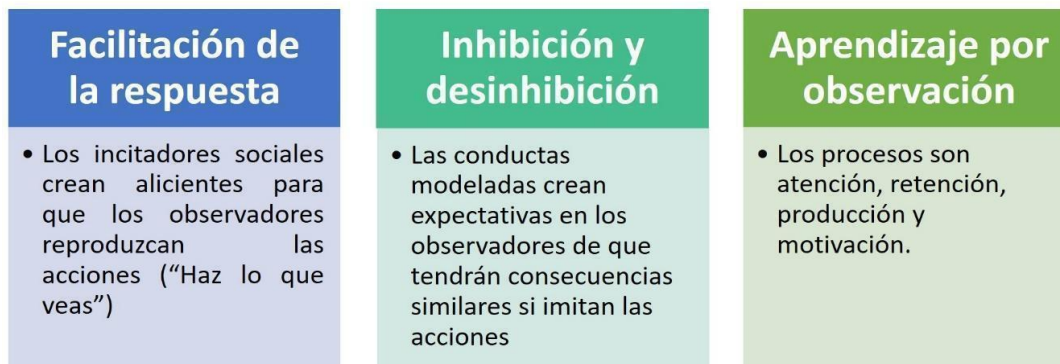 Facilitación de
la respuesta
• Los incitadores sociales
crean alicientes para
que los observadores
reproduzcan las
acciones (“Haz lo que
veas”)
Inhibición y
desinhibición
• Las conductas
modeladas crean
expectativas en los
observadores de que
tendrán consecuencias
similares si imitan las
acciones
Aprendizaje por
observación
• Los procesos son
atención, retención,
producción y
motivación.